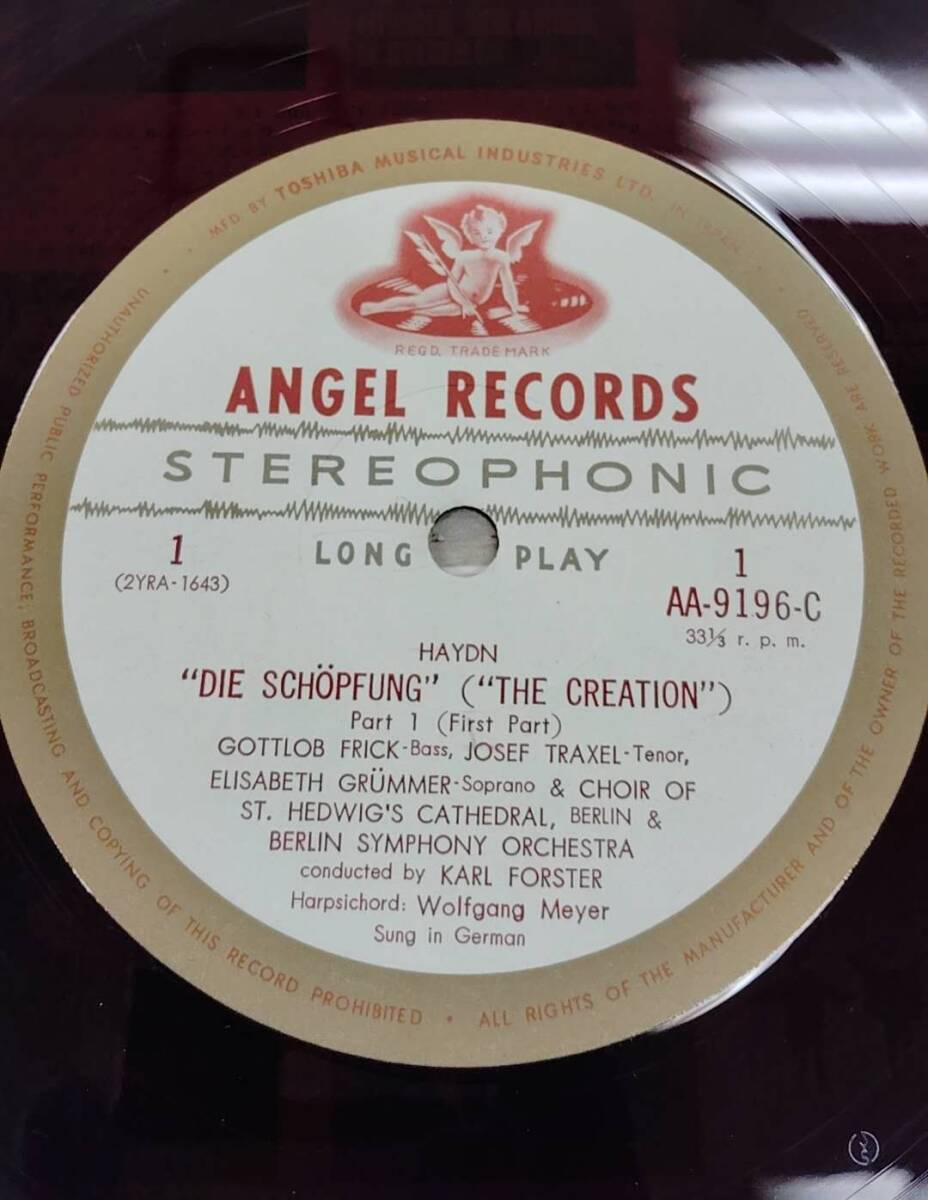 MFD BY TOSHIBA MUSICAL INDUSTRIES LTD. IN JAPAN
REGD. TRADE MARK
ANGEL RECORDS
STEREOPHONIC
LONG PLAY
1
(2YRA-1643)
1
AA-9196-C
33⅓ r. p. m.
HAYDN
"DIE SCHÖPFUNG" ("THE CREATION")
Part 1 (First Part)
GOTTLOB FRICK-Bass, JOSEF TRAXEL-Tenor,
ELISABETH GRÜMMER-Soprano & CHOIR OF
ST. HEDWIG'S CATHEDRAL, BERLIN &
BERLIN SYMPHONY ORCHESTRA
conducted by KARL FORSTER
Harpsichord: Wolfgang Meyer
Sung in German
UNAUTHORIZED PUBLIC PERFORMANCE; BROADCASTING AND COPYING OF THIS RECORD PROHIBITED • ALL RIGHTS OF THE MANUFACTURER AND OF THE OWNER OF THE RECORDED WORK ARE RESERVED